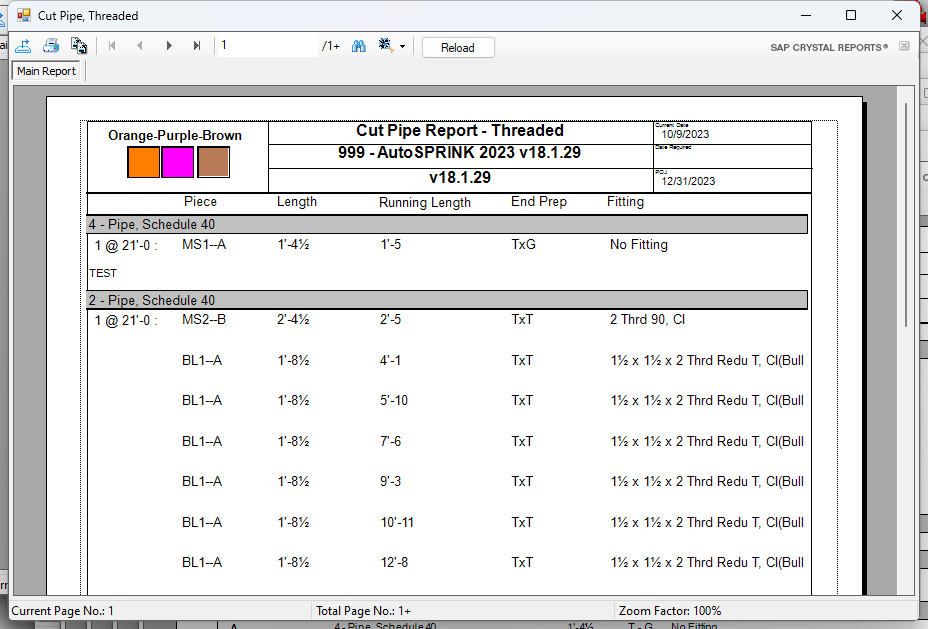 Cut Pipe, Threaded
1 /1+ Reload SAP CRYSTAL REPORTS®
Main Report
Orange-Purple-Brown
Cut Pipe Report - Threaded
Current Date
10/9/2023
999 - AutoSPRINK 2023 v18.1.29
Date Required
v18.1.29
12/31/2023
Piece Length Running Length End Prep Fitting
4 - Pipe, Schedule 40
1 @ 21'-0 : MS1--A 1'-4½ 1'-5 TxG No Fitting
TEST
2 - Pipe, Schedule 40
1 @ 21'-0 : MS2--B 2'-4½ 2'-5 TxT 2 Thrd 90, CI
BL1--A 1'-8½ 4'-1 TxT 1½ x 1½ x 2 Thrd Redu T, CI(Bull
BL1--A 1'-8½ 5'-10 TxT 1½ x 1½ x 2 Thrd Redu T, CI(Bull
BL1--A 1'-8½ 7'-6 TxT 1½ x 1½ x 2 Thrd Redu T, CI(Bull
BL1--A 1'-8½ 9'-3 TxT 1½ x 1½ x 2 Thrd Redu T, CI(Bull
BL1--A 1'-8½ 10'-11 TxT 1½ x 1½ x 2 Thrd Redu T, CI(Bull
BL1--A 1'-8½ 12'-8 TxT 1½ x 1½ x 2 Thrd Redu T, CI(Bull
Current Page No.: 1 Total Page No.: 1+ Zoom Factor: 100%
4 - Pipe, Schedule 40 1'-4½ T - G No Fitting